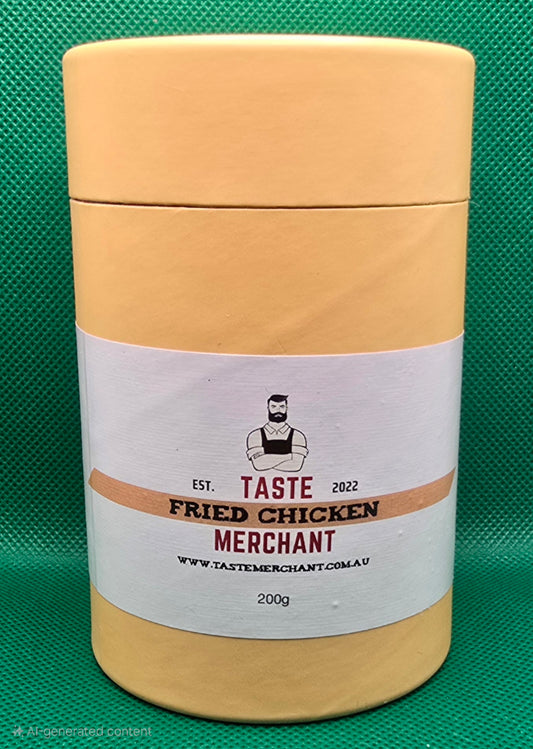 EST. TASTE 2022
FRIED CHICKEN
MERCHANT
WWW.TASTEMERCHANT.COM.AU
200g
AI-generated content